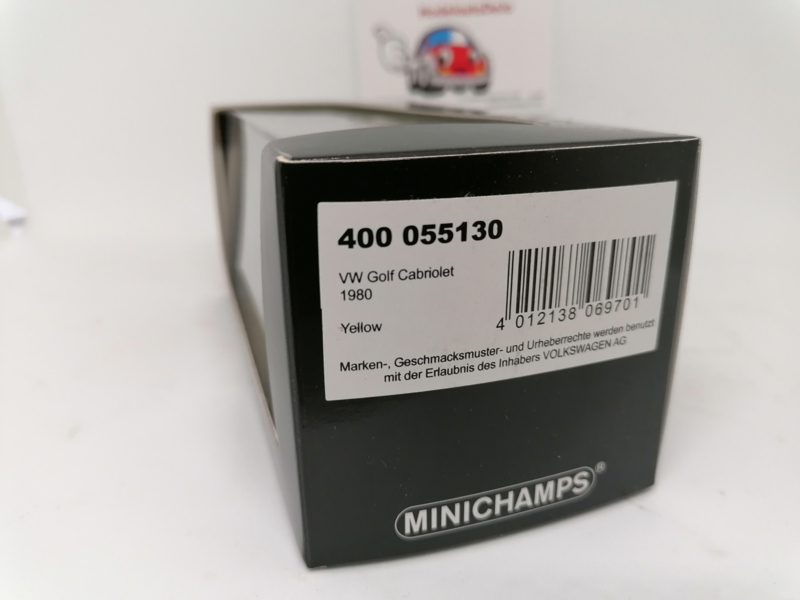 400 055130
VW Golf Cabriolet
1980
Yellow
4 012138 069701
Marken-, Geschmacksmuster- und Urheberrechte werden benutzt
mit der Erlaubnis des Inhabers VOLKSWAGEN AG
MINICHAMPS®